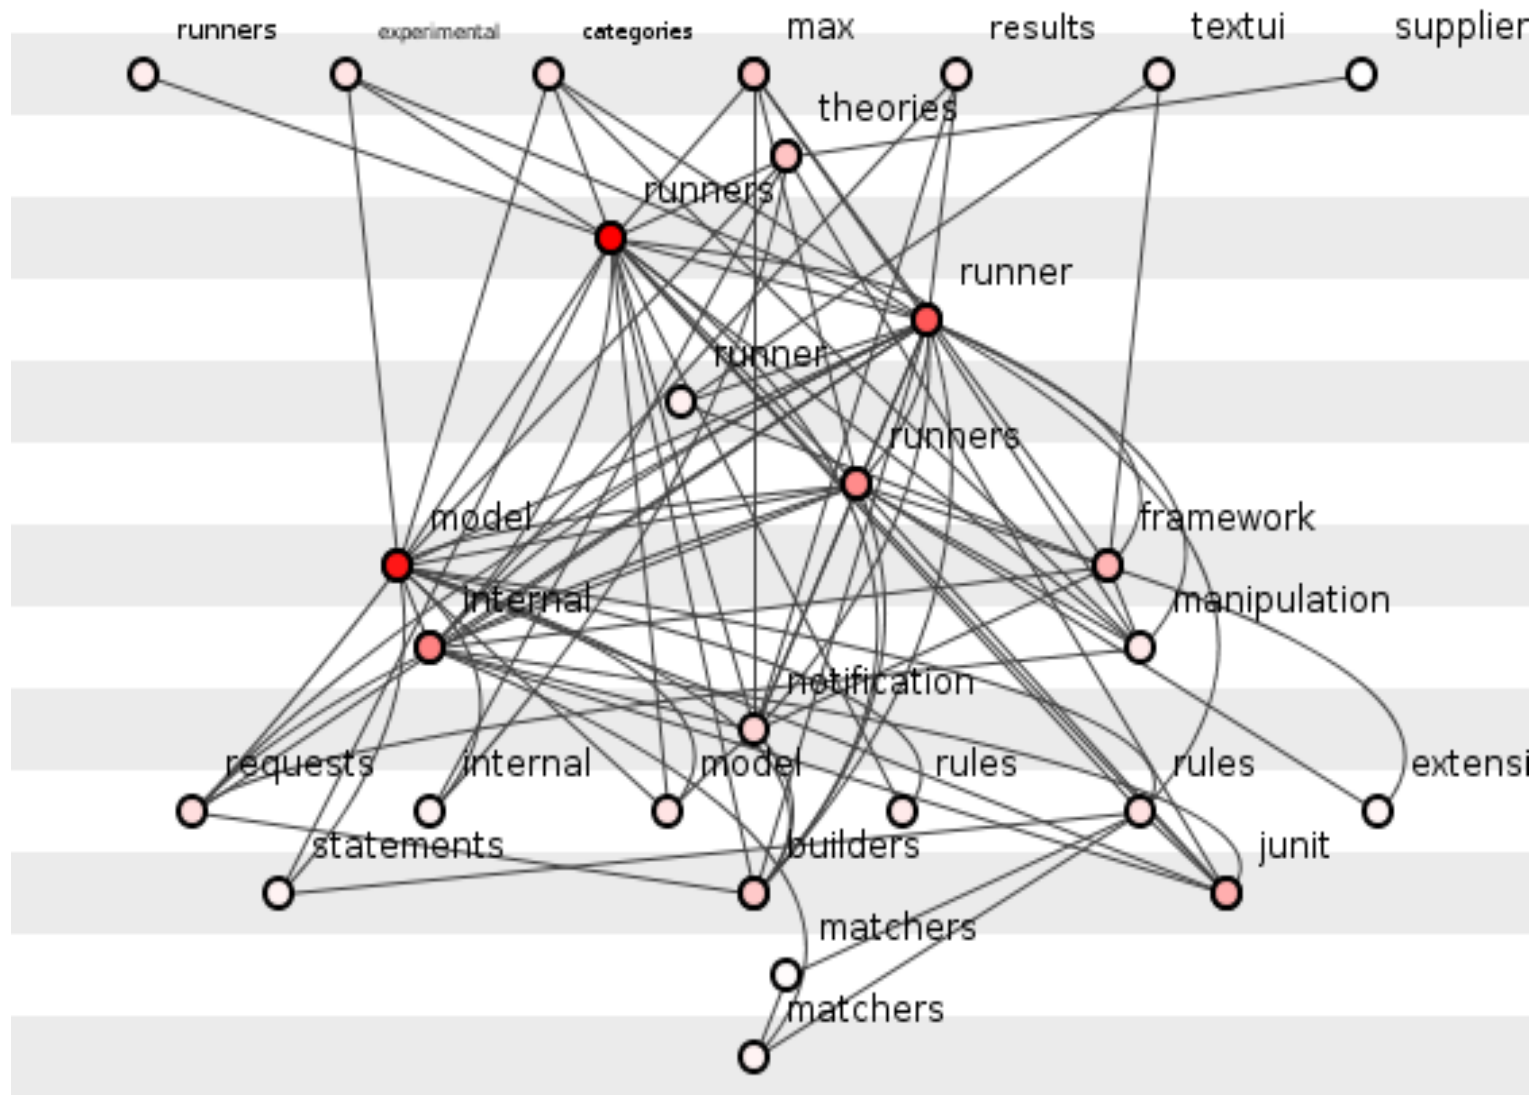 runners experimental categories max results textui supplier
theories
runners
runner
runner
runners
model framework
internal manipulation
notification
requests internal model rules rules extensi
statements builders junit
matchers
matchers